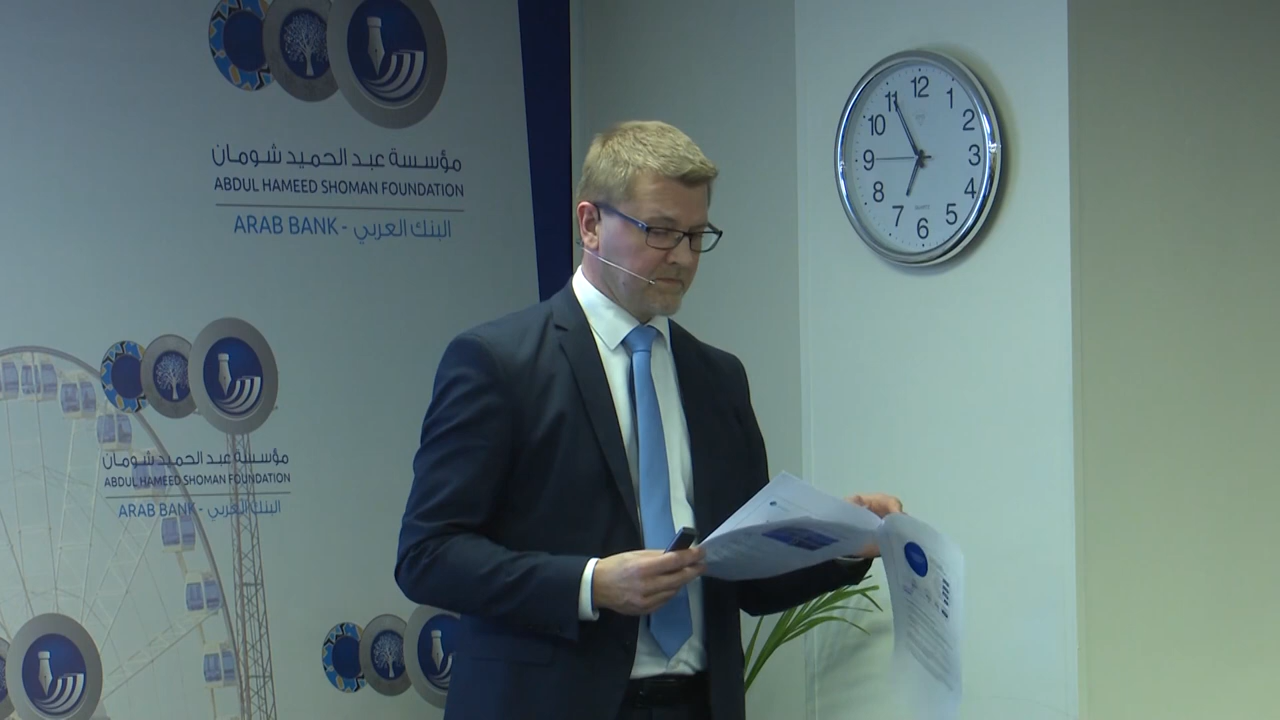 مؤسسة عبد الحميد شومان
ABDUL HAMEED SHOMAN FOUNDATION
ARAB BANK - البنك العربي
مؤسسة عبد الحميد شومان
ABDUL HAMEED SHOMAN FOUNDATION
ARAB BANK - البنك العربي
12
1
2
3
4
5
6
7
8
9
10
11
QUARTZ